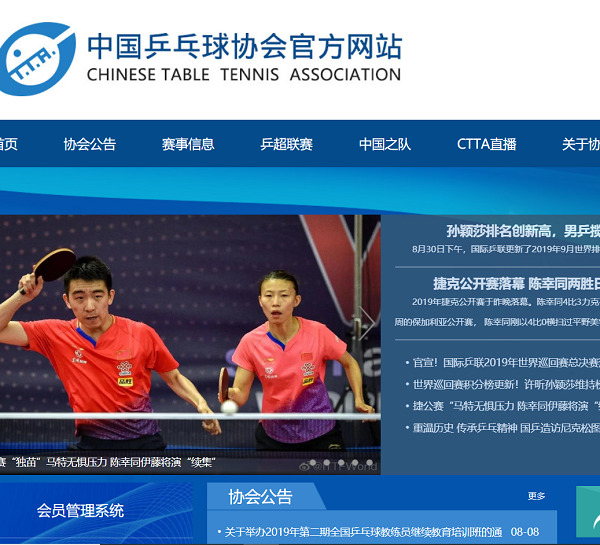 中国乒乓球协会官方网站
CHINESE TABLE TENNIS ASSOCIATION
首页 协会公告 赛事信息 乒超联赛 中国之队 CTTA直播 关于协
孙颖莎排名创新高，男乒揽
8月30日下午，国际乒联更新了2019年9月世界排
捷克公开赛落幕 陈幸同两胜日
2019年捷克公开赛于昨晚落幕。陈幸同4比3力克
周的保加利亚公开赛，陈幸同刚以4比0横扫过平野美
• 官宣！国际乒联2019年世界巡回赛总决赛
• 世界巡回赛积分榜更新！许昕孙颖莎维持
• 捷公赛 “马特无惧压力 陈幸同伊藤将演 “续
• 重温历史 传承乒乓精神 国乒造访尼克松图
赛 “独苗” 马特无惧压力 陈幸同伊藤将演 “续集”
@ITTFWorld
会员管理系统
协会公告 更多
• 关于举办2019年第二期全国乒乓球教练员继续教育培训班的通 08-08